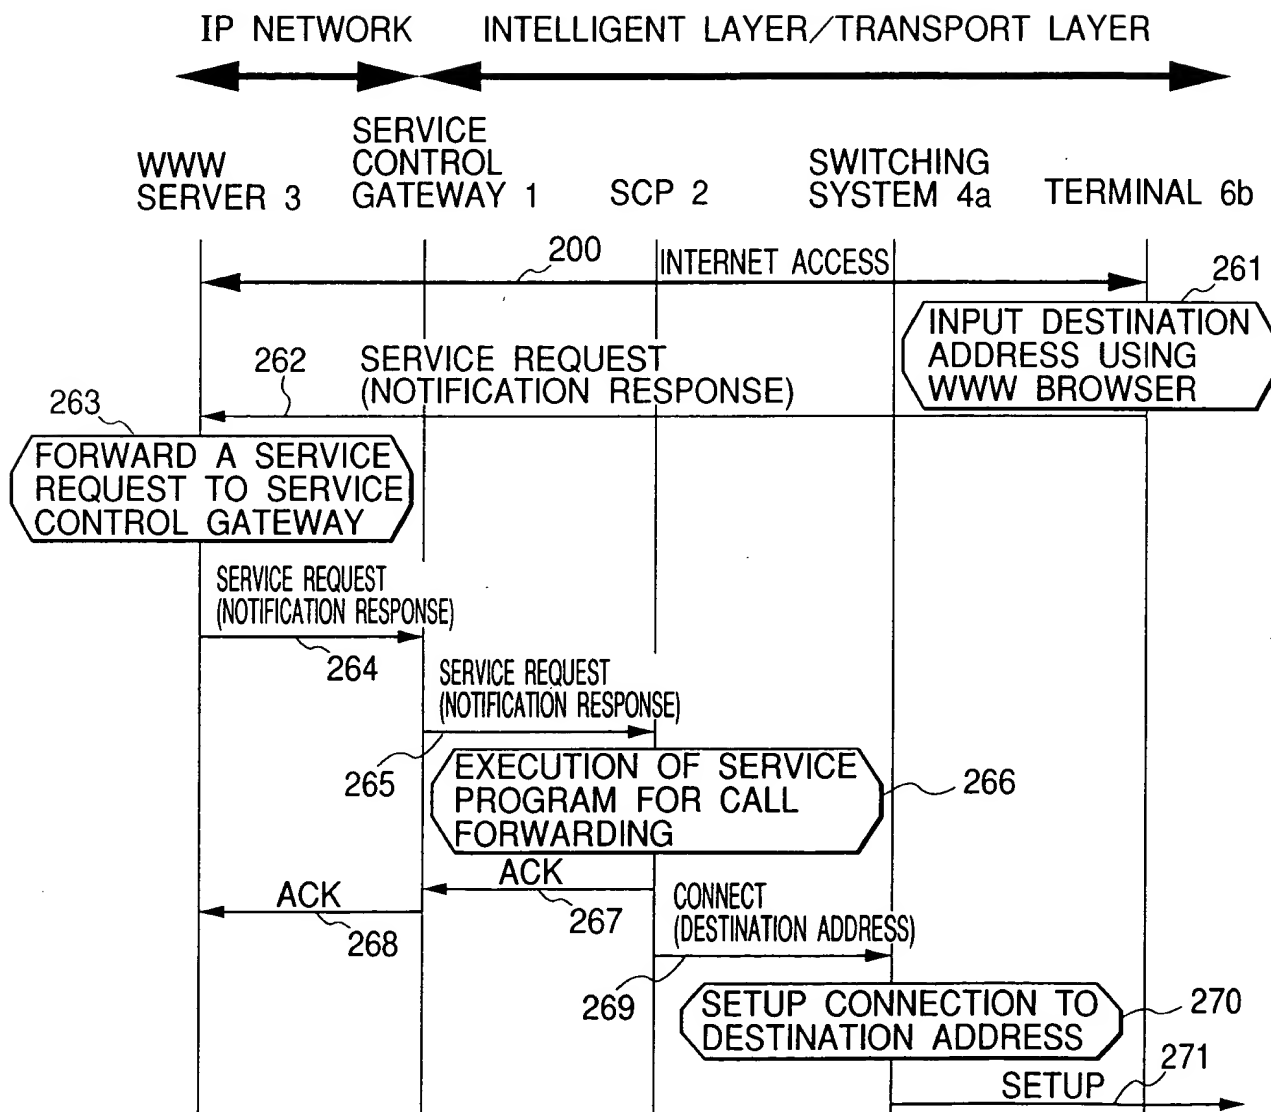 IP NETWORK
INTELLIGENT LAYER/TRANSPORT LAYER
WWW
SERVER 3
SERVICE
CONTROL
GATEWAY 1
SCP 2
SWITCHING
SYSTEM 4a
TERMINAL 6b
200
INTERNET ACCESS
261
INPUT DESTINATION
ADDRESS USING
WWW BROWSER
262
SERVICE REQUEST
(NOTIFICATION RESPONSE)
263
FORWARD A SERVICE
REQUEST TO SERVICE
CONTROL GATEWAY
SERVICE REQUEST
(NOTIFICATION RESPONSE)
264
SERVICE REQUEST
(NOTIFICATION RESPONSE)
265
EXECUTION OF SERVICE
PROGRAM FOR CALL
FORWARDING
266
ACK
267
ACK
268
CONNECT
(DESTINATION ADDRESS)
269
SETUP CONNECTION TO
DESTINATION ADDRESS
270
SETUP
271